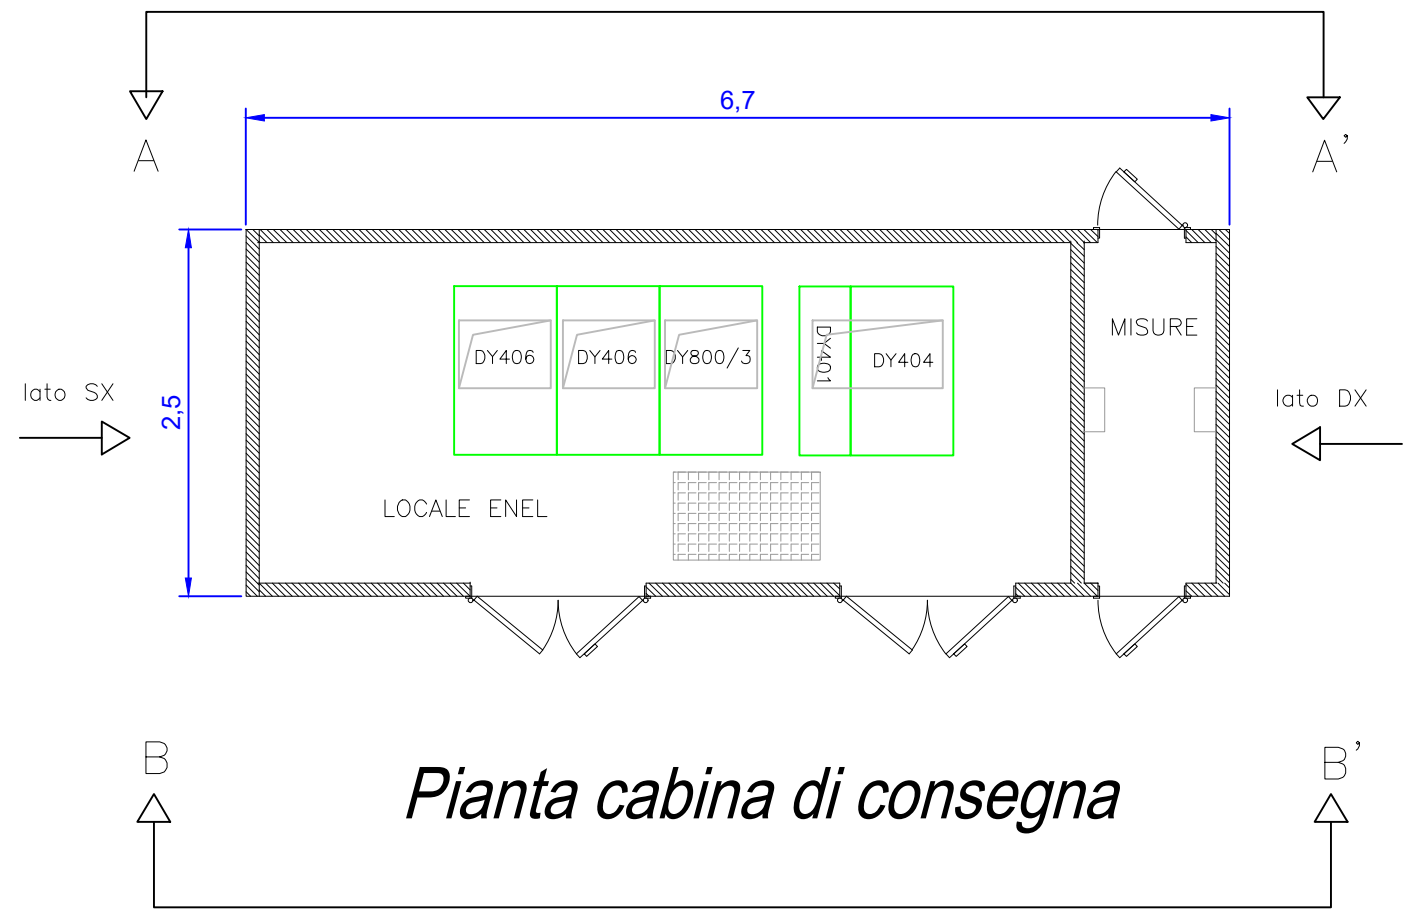 6,7
A
A'
MISURE
DY406
DY406
DY800/3
DY401
DY404
lato SX
2,5
lato DX
LOCALE ENEL
B
B'
Pianta cabina di consegna